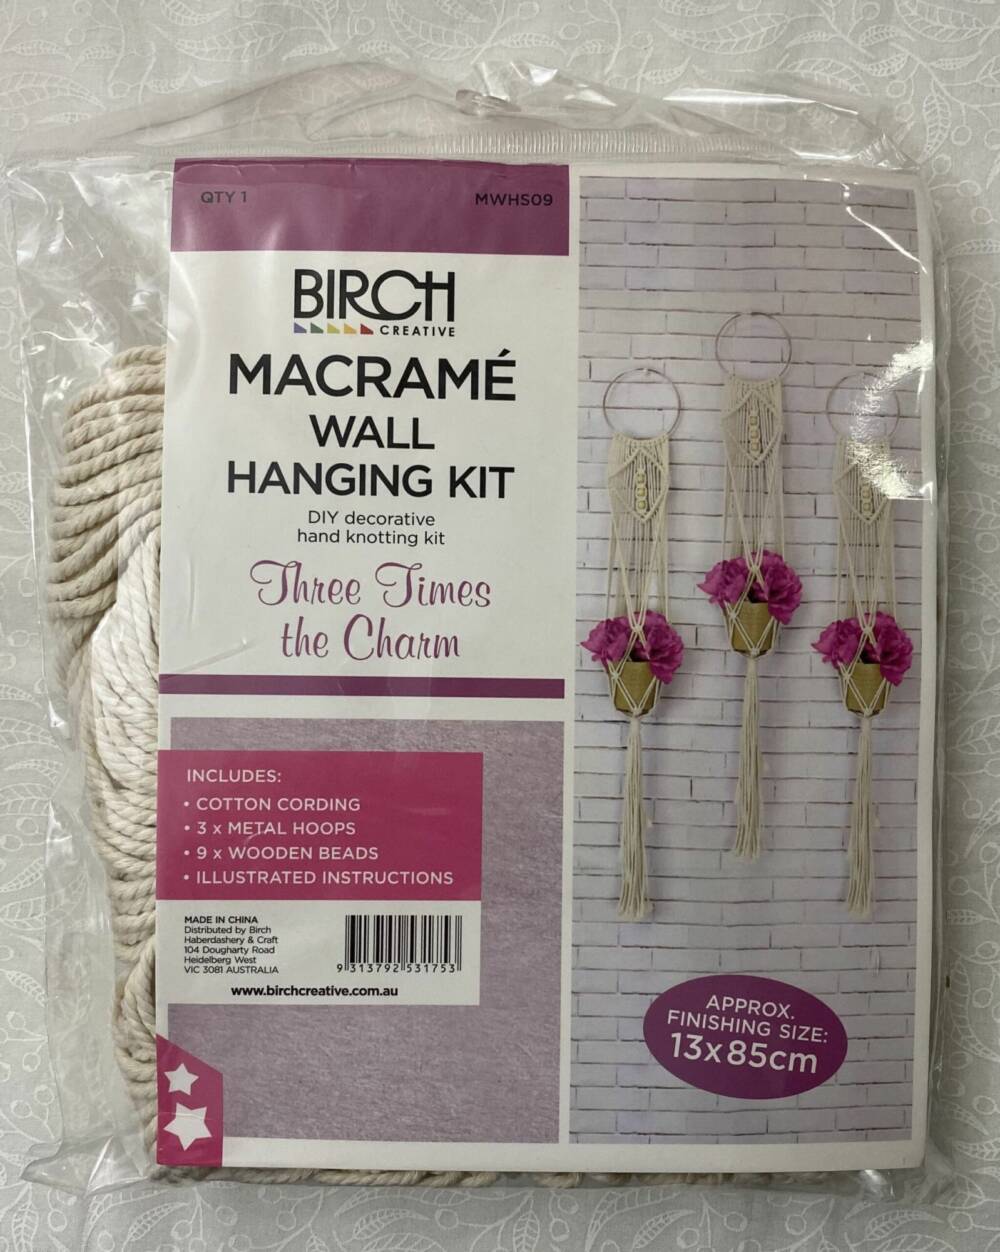 QTY 1
MWHS09
BIRCH
CREATIVE
MACRAMÉ
WALL
HANGING KIT
DIY decorative
hand knotting kit
Three Times
the Charm
INCLUDES:
• COTTON CORDING
• 3 x METAL HOOPS
• 9 x WOODEN BEADS
• ILLUSTRATED INSTRUCTIONS
MADE IN CHINA
Distributed by Birch
Haberdashery & Craft
104 Dougharty Road
Heidelberg West
VIC 3081 AUSTRALIA
9 313792 531753
www.birchcreative.com.au
APPROX.
FINISHING SIZE:
13x85cm